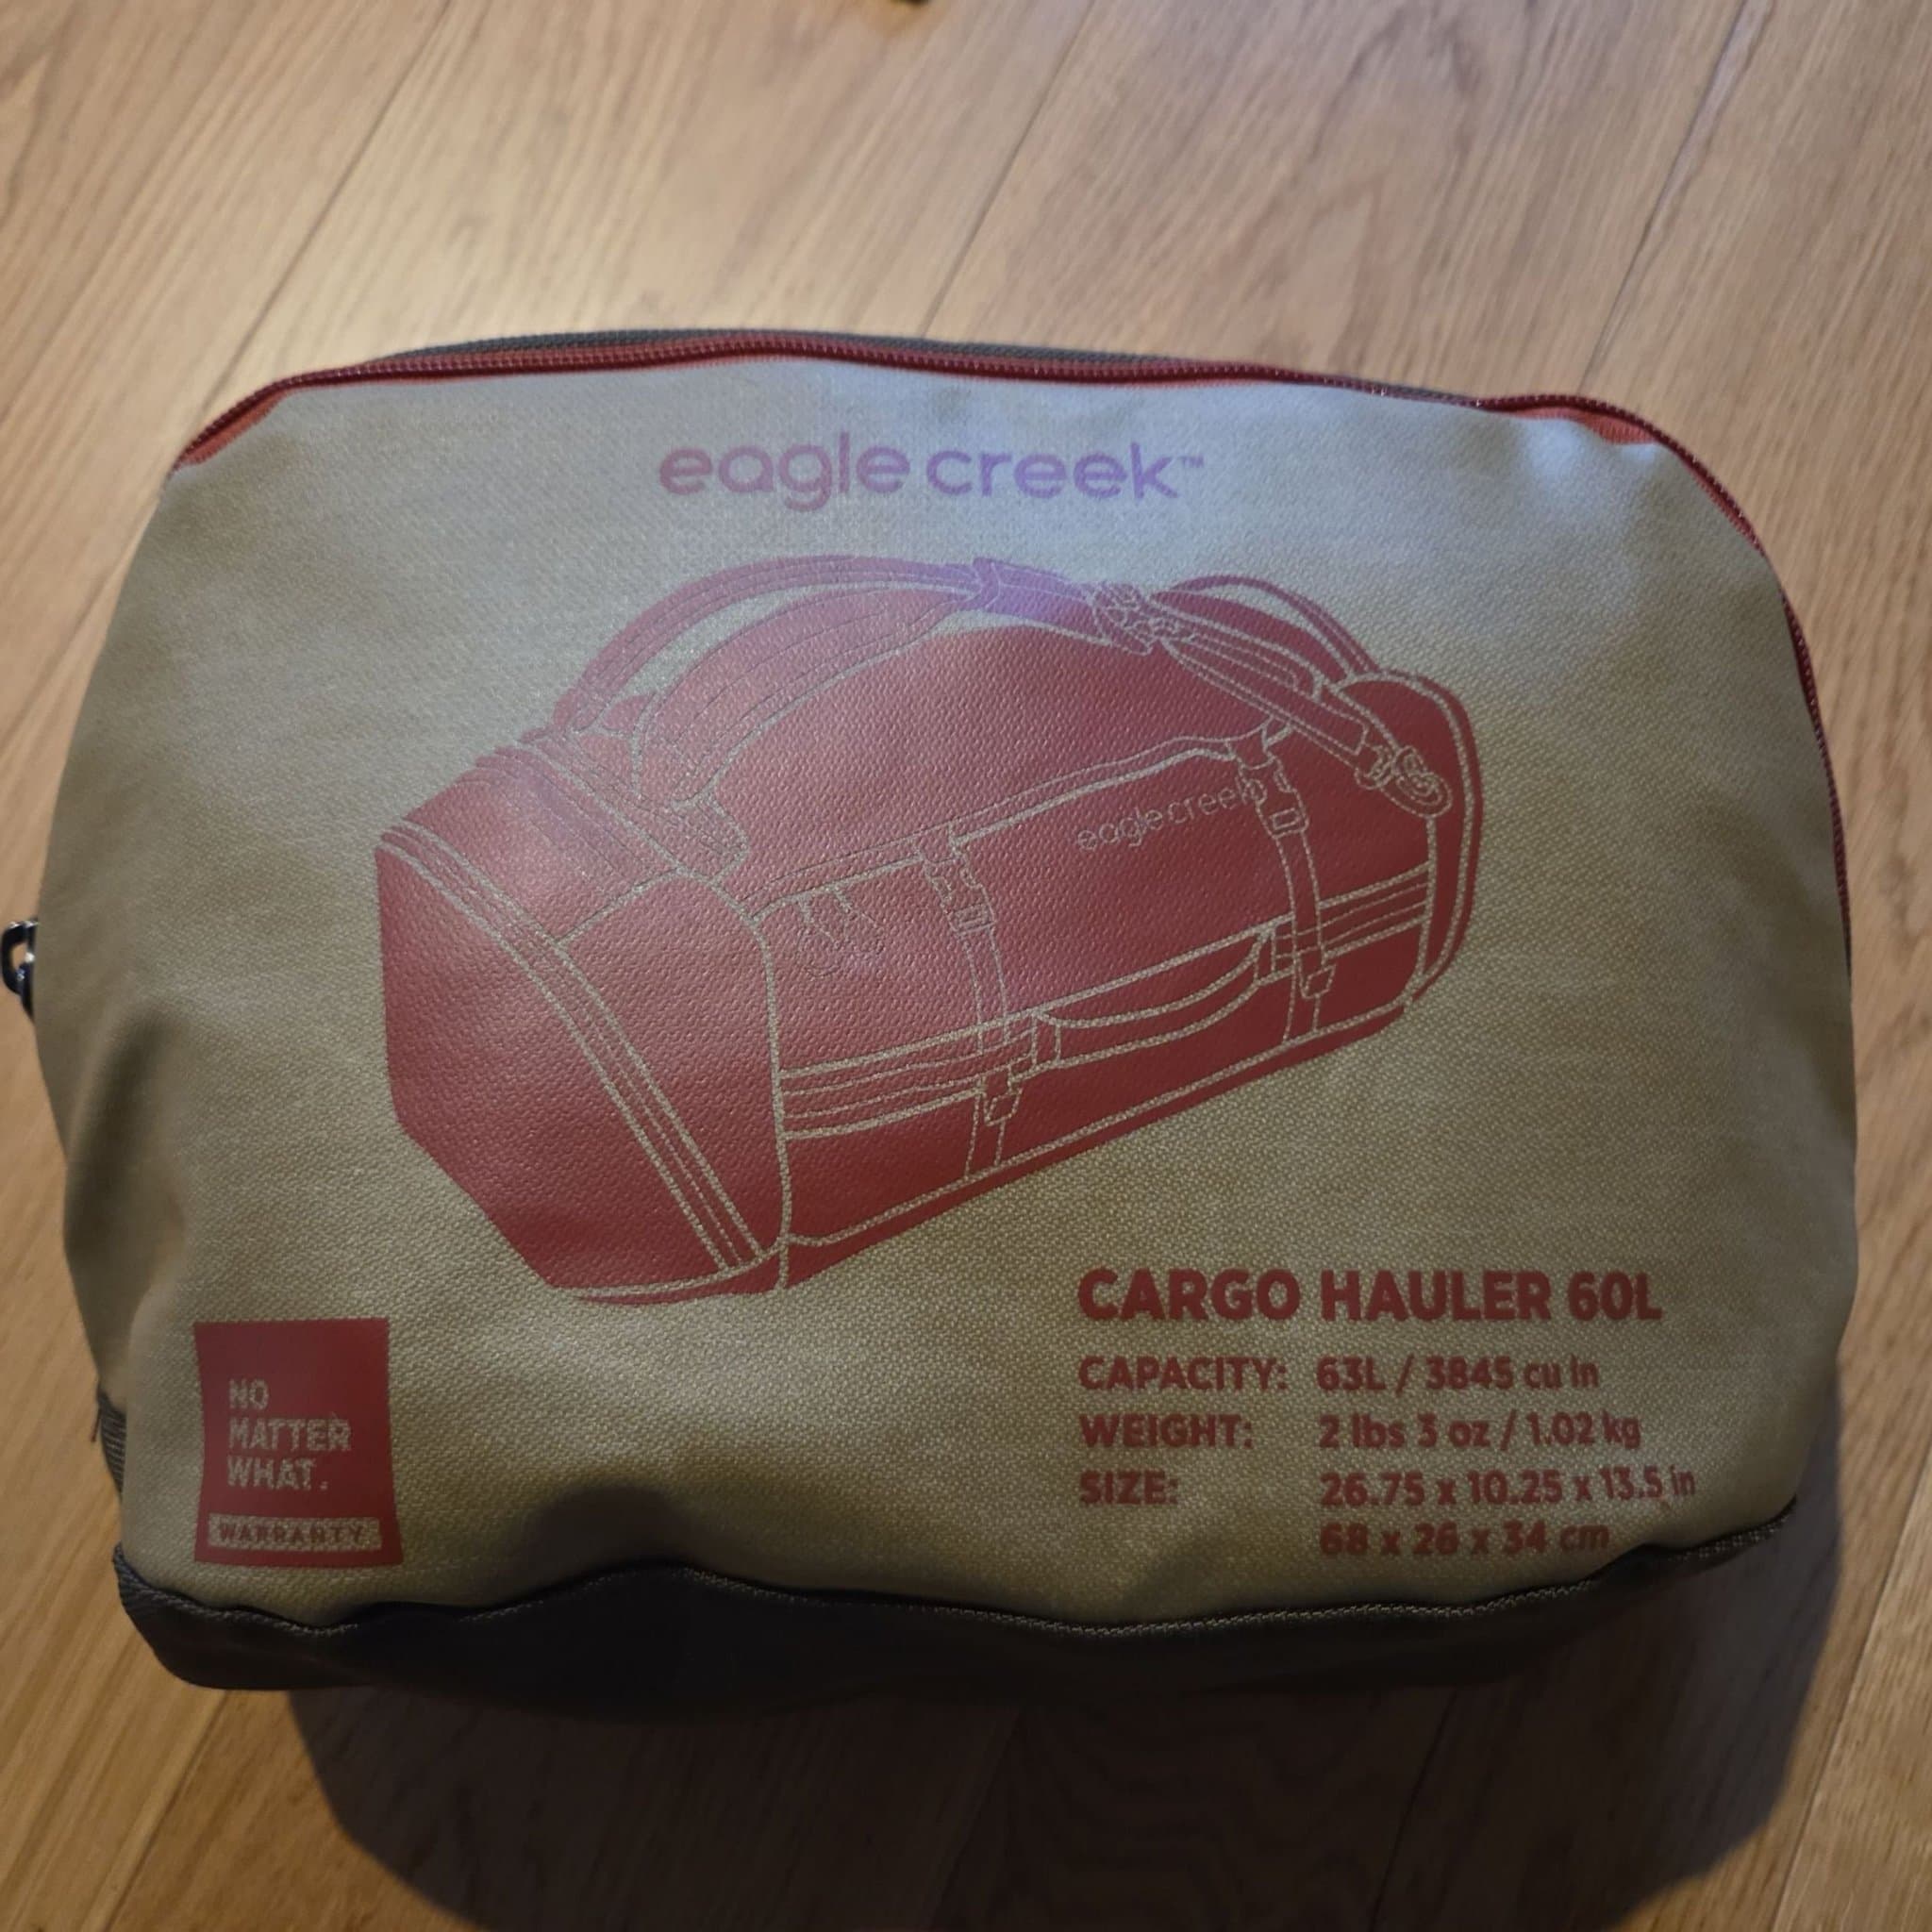 eagle creek™
eagle creek
CARGO HAULER 60L
CAPACITY: 63L / 3845 cu in
WEIGHT: 2 lbs 3 oz / 1.02 kg
SIZE: 26.75 x 10.25 x 13.5 in
68 x 26 x 34 cm
NO
MATTER
WHAT.
WARRANTY